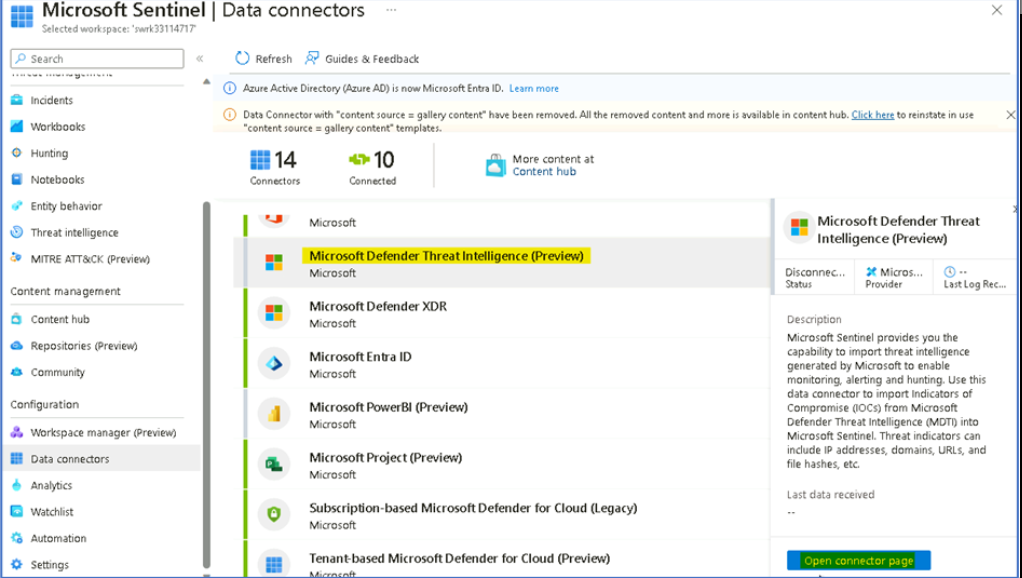 Microsoft Sentinel | Data connectors ...
Selected workspace: 'swrk33114717'
Search
«
Threat management
Incidents
Workbooks
Hunting
Notebooks
Entity behavior
Threat intelligence
MITRE ATT&CK (Preview)
Content management
Content hub
Repositories (Preview)
Community
Configuration
Workspace manager (Preview)
Data connectors
Analytics
Watchlist
Automation
Settings
Refresh
Guides & Feedback
Azure Active Directory (Azure AD) is now Microsoft Entra ID. Learn more
Data Connector with "content source = gallery content" have been removed. All the removed content and more is available in content hub. Click here to reinstate in use
"content source = gallery content" templates.
14
Connectors
10
Connected
More content at
Content hub
Microsoft
Microsoft Defender Threat Intelligence (Preview)
Microsoft
Microsoft Defender XDR
Microsoft
Microsoft Entra ID
Microsoft
Microsoft PowerBI (Preview)
Microsoft
Microsoft Project (Preview)
Microsoft
Subscription-based Microsoft Defender for Cloud (Legacy)
Microsoft
Tenant-based Microsoft Defender for Cloud (Preview)
Microsoft
Microsoft Defender Threat
Intelligence (Preview)
Disconnec...
Status
Micros...
Provider
--
Last Log Rec...
Description
Microsoft Sentinel provides you the
capability to import threat intelligence
generated by Microsoft to enable
monitoring, alerting and hunting. Use this
data connector to import Indicators of
Compromise (IOCs) from Microsoft
Defender Threat Intelligence (MDTI) into
Microsoft Sentinel. Threat indicators can
include IP addresses, domains, URLs, and
file hashes, etc.
Last data received
--
Open connector page